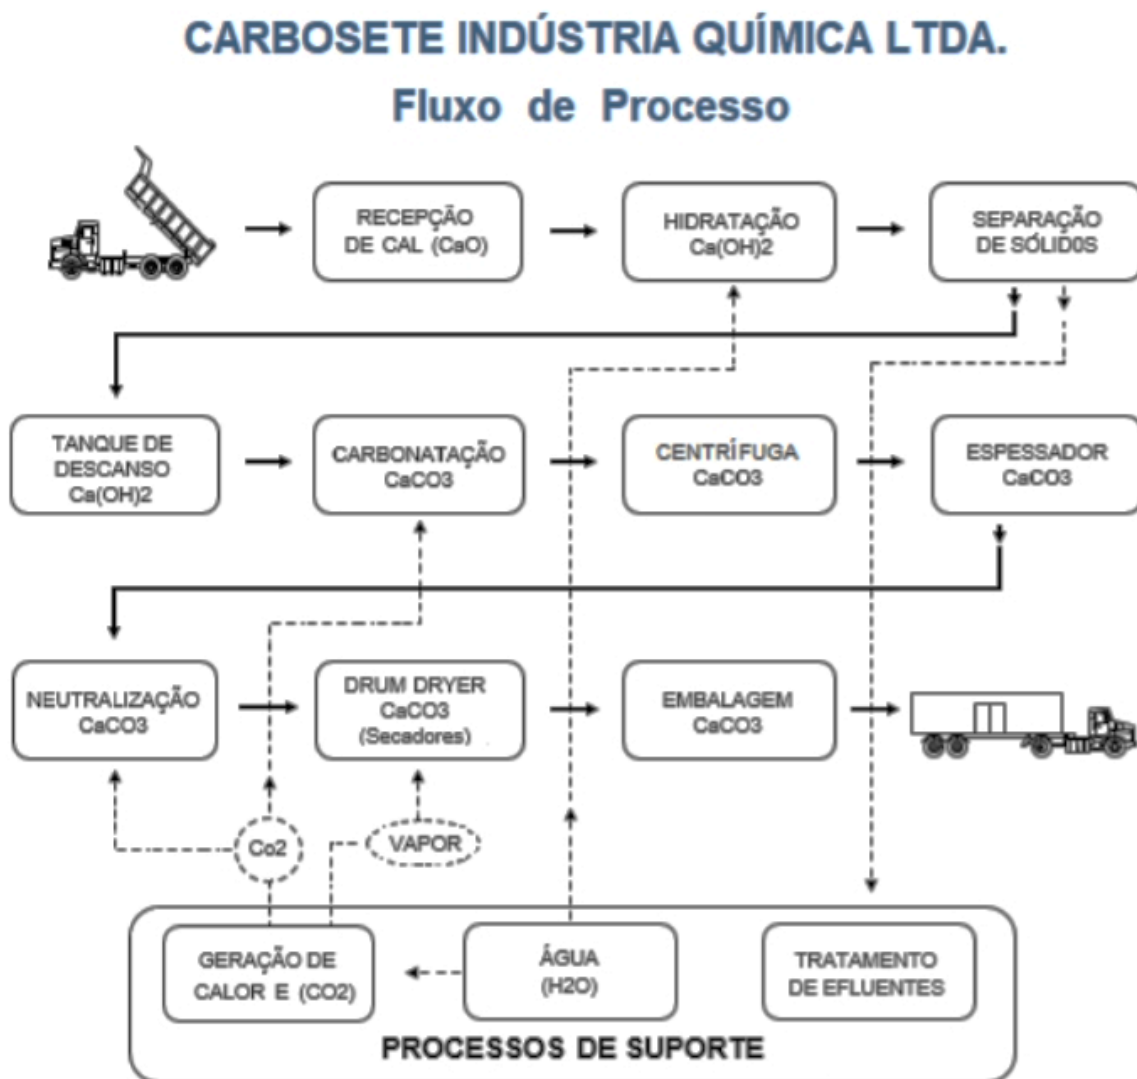 CARBOSETE INDÚSTRIA QUÍMICA LTDA.
Fluxo de Processo
RECEPÇÃO
DE CAL (CaO)
HIDRATAÇÃO
Ca(OH)2
SEPARAÇÃO
DE SÓLID0S
TANQUE DE
DESCANSO
Ca(OH)2
CARBONATAÇÃO
CaCO3
CENTRÍFUGA
CaCO3
ESPESSADOR
CaCO3
NEUTRALIZAÇÃO
CaCO3
DRUM DRYER
CaCO3
(Secadores)
EMBALAGEM
CaCO3
Co2
VAPOR
GERAÇÃO DE
CALOR E (CO2)
ÁGUA
(H2O)
TRATAMENTO
DE EFLUENTES
PROCESSOS DE SUPORTE